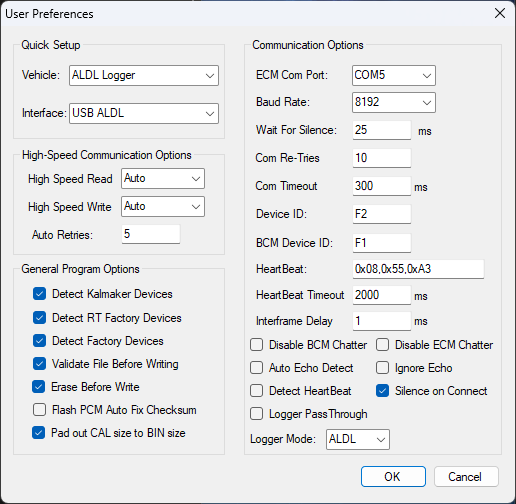 User Preferences
Quick Setup
Vehicle: ALDL Logger
Interface: USB ALDL
High-Speed Communication Options
High Speed Read Auto
High Speed Write Auto
Auto Retries: 5
General Program Options
Detect Kalmaker Devices
Detect RT Factory Devices
Detect Factory Devices
Validate File Before Writing
Erase Before Write
Flash PCM Auto Fix Checksum
Pad out CAL size to BIN size
Communication Options
ECM Com Port: COM5
Baud Rate: 8192
Wait For Silence: 25 ms
Com Re-Tries 10
Com Timeout 300 ms
Device ID: F2
BCM Device ID: F1
HeartBeat: 0x08,0x55,0xA3
HeartBeat Timeout 2000 ms
Interframe Delay 1 ms
Disable BCM Chatter Disable ECM Chatter
Auto Echo Detect Ignore Echo
Detect HeartBeat Silence on Connect
Logger PassThrough
Logger Mode: ALDL
OK Cancel